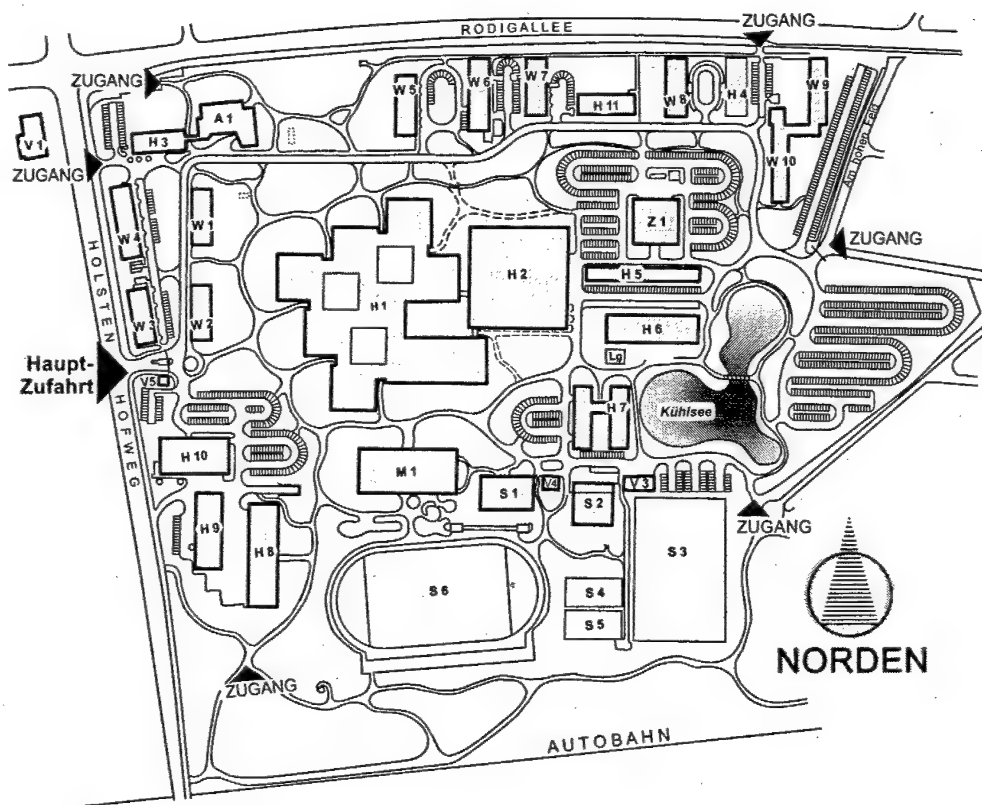 ZUGANG
RODIGALLEE
ZUGANG
W 5
W 6
W 7
H 11
W 8
H 4
W 9
V 1
H 3
A 1
Am hohen Feld
ZUGANG
W 10
W 4
W 1
Z 1
ZUGANG
HOLSTEN
H 2
H 5
W 3
W 2
H1
H 6
Haupt-
Zufahrt
V5
Lg
HOFWEG
H 7
Kühlsee
H 10
M 1
S 1
V4
S 2
V 3
ZUGANG
H 9
H 8
S 3
S 6
S 4
S 5
NORDEN
ZUGANG
AUTOBAHN